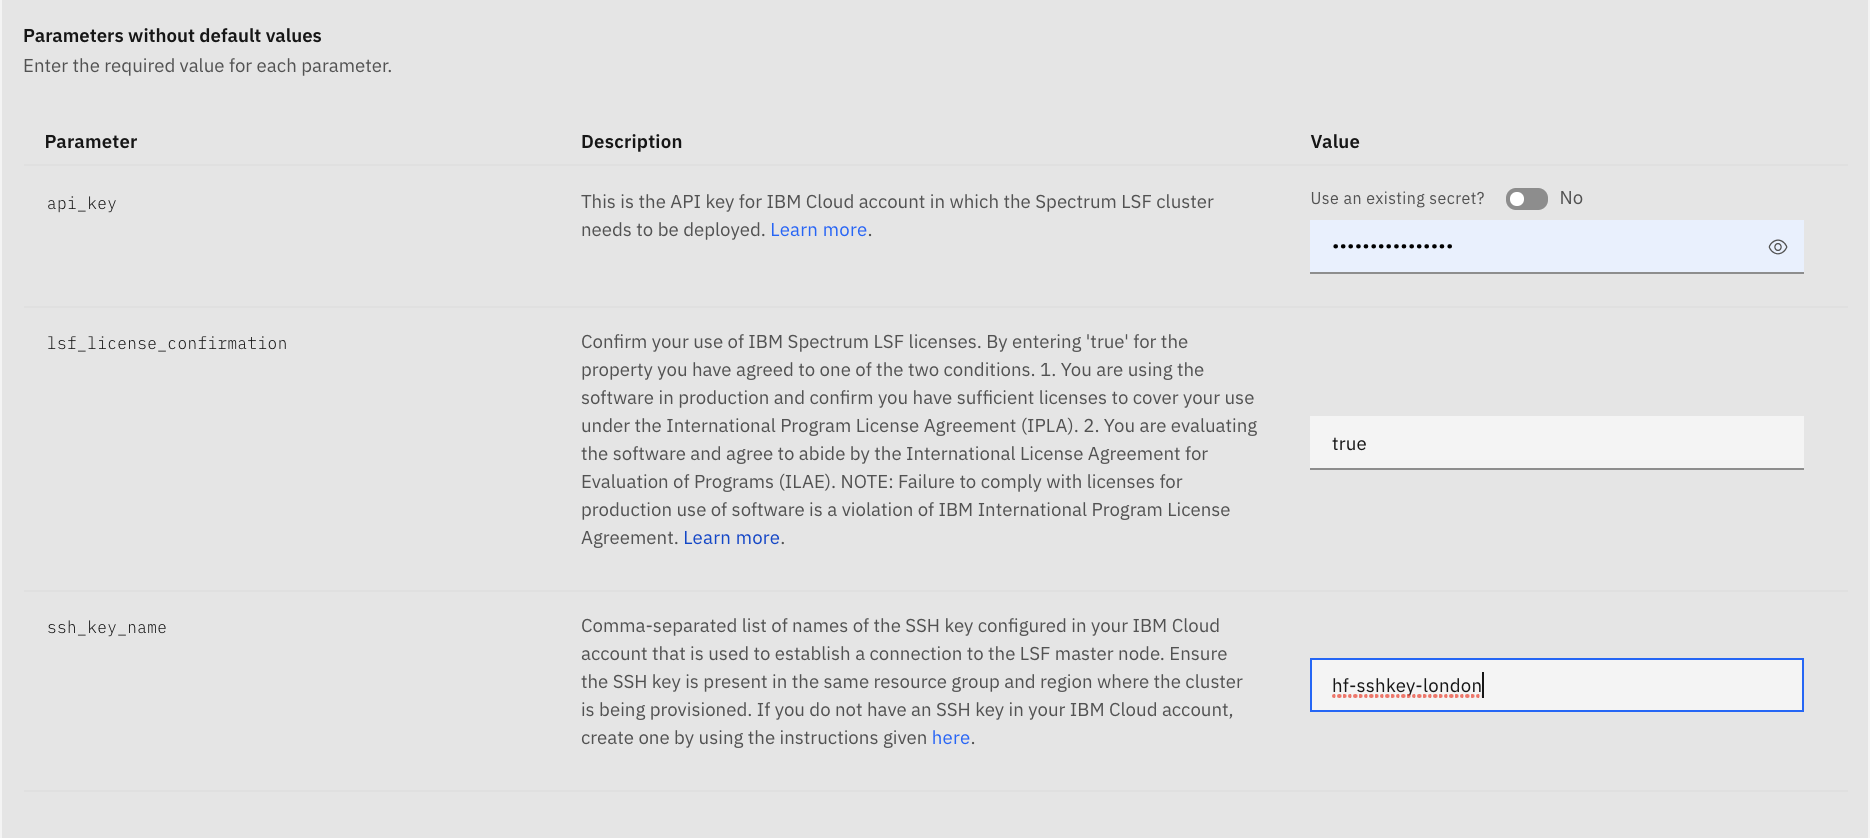 Parameters without default values
Enter the required value for each parameter.
Parameter Description Value
api_key
This is the API key for IBM Cloud account in which the Spectrum LSF cluster
needs to be deployed. Learn more.
Use an existing secret? No
••••••••••••••••
lsf_license_confirmation
Confirm your use of IBM Spectrum LSF licenses. By entering 'true' for the
property you have agreed to one of the two conditions. 1. You are using the
software in production and confirm you have sufficient licenses to cover your use
under the International Program License Agreement (IPLA). 2. You are evaluating
the software and agree to abide by the International License Agreement for
Evaluation of Programs (ILAE). NOTE: Failure to comply with licenses for
production use of software is a violation of IBM International Program License
Agreement. Learn more.
true
ssh_key_name
Comma-separated list of names of the SSH key configured in your IBM Cloud
account that is used to establish a connection to the LSF master node. Ensure
the SSH key is present in the same resource group and region where the cluster
is being provisioned. If you do not have an SSH key in your IBM Cloud account,
create one by using the instructions given here.
hf-sshkey-london